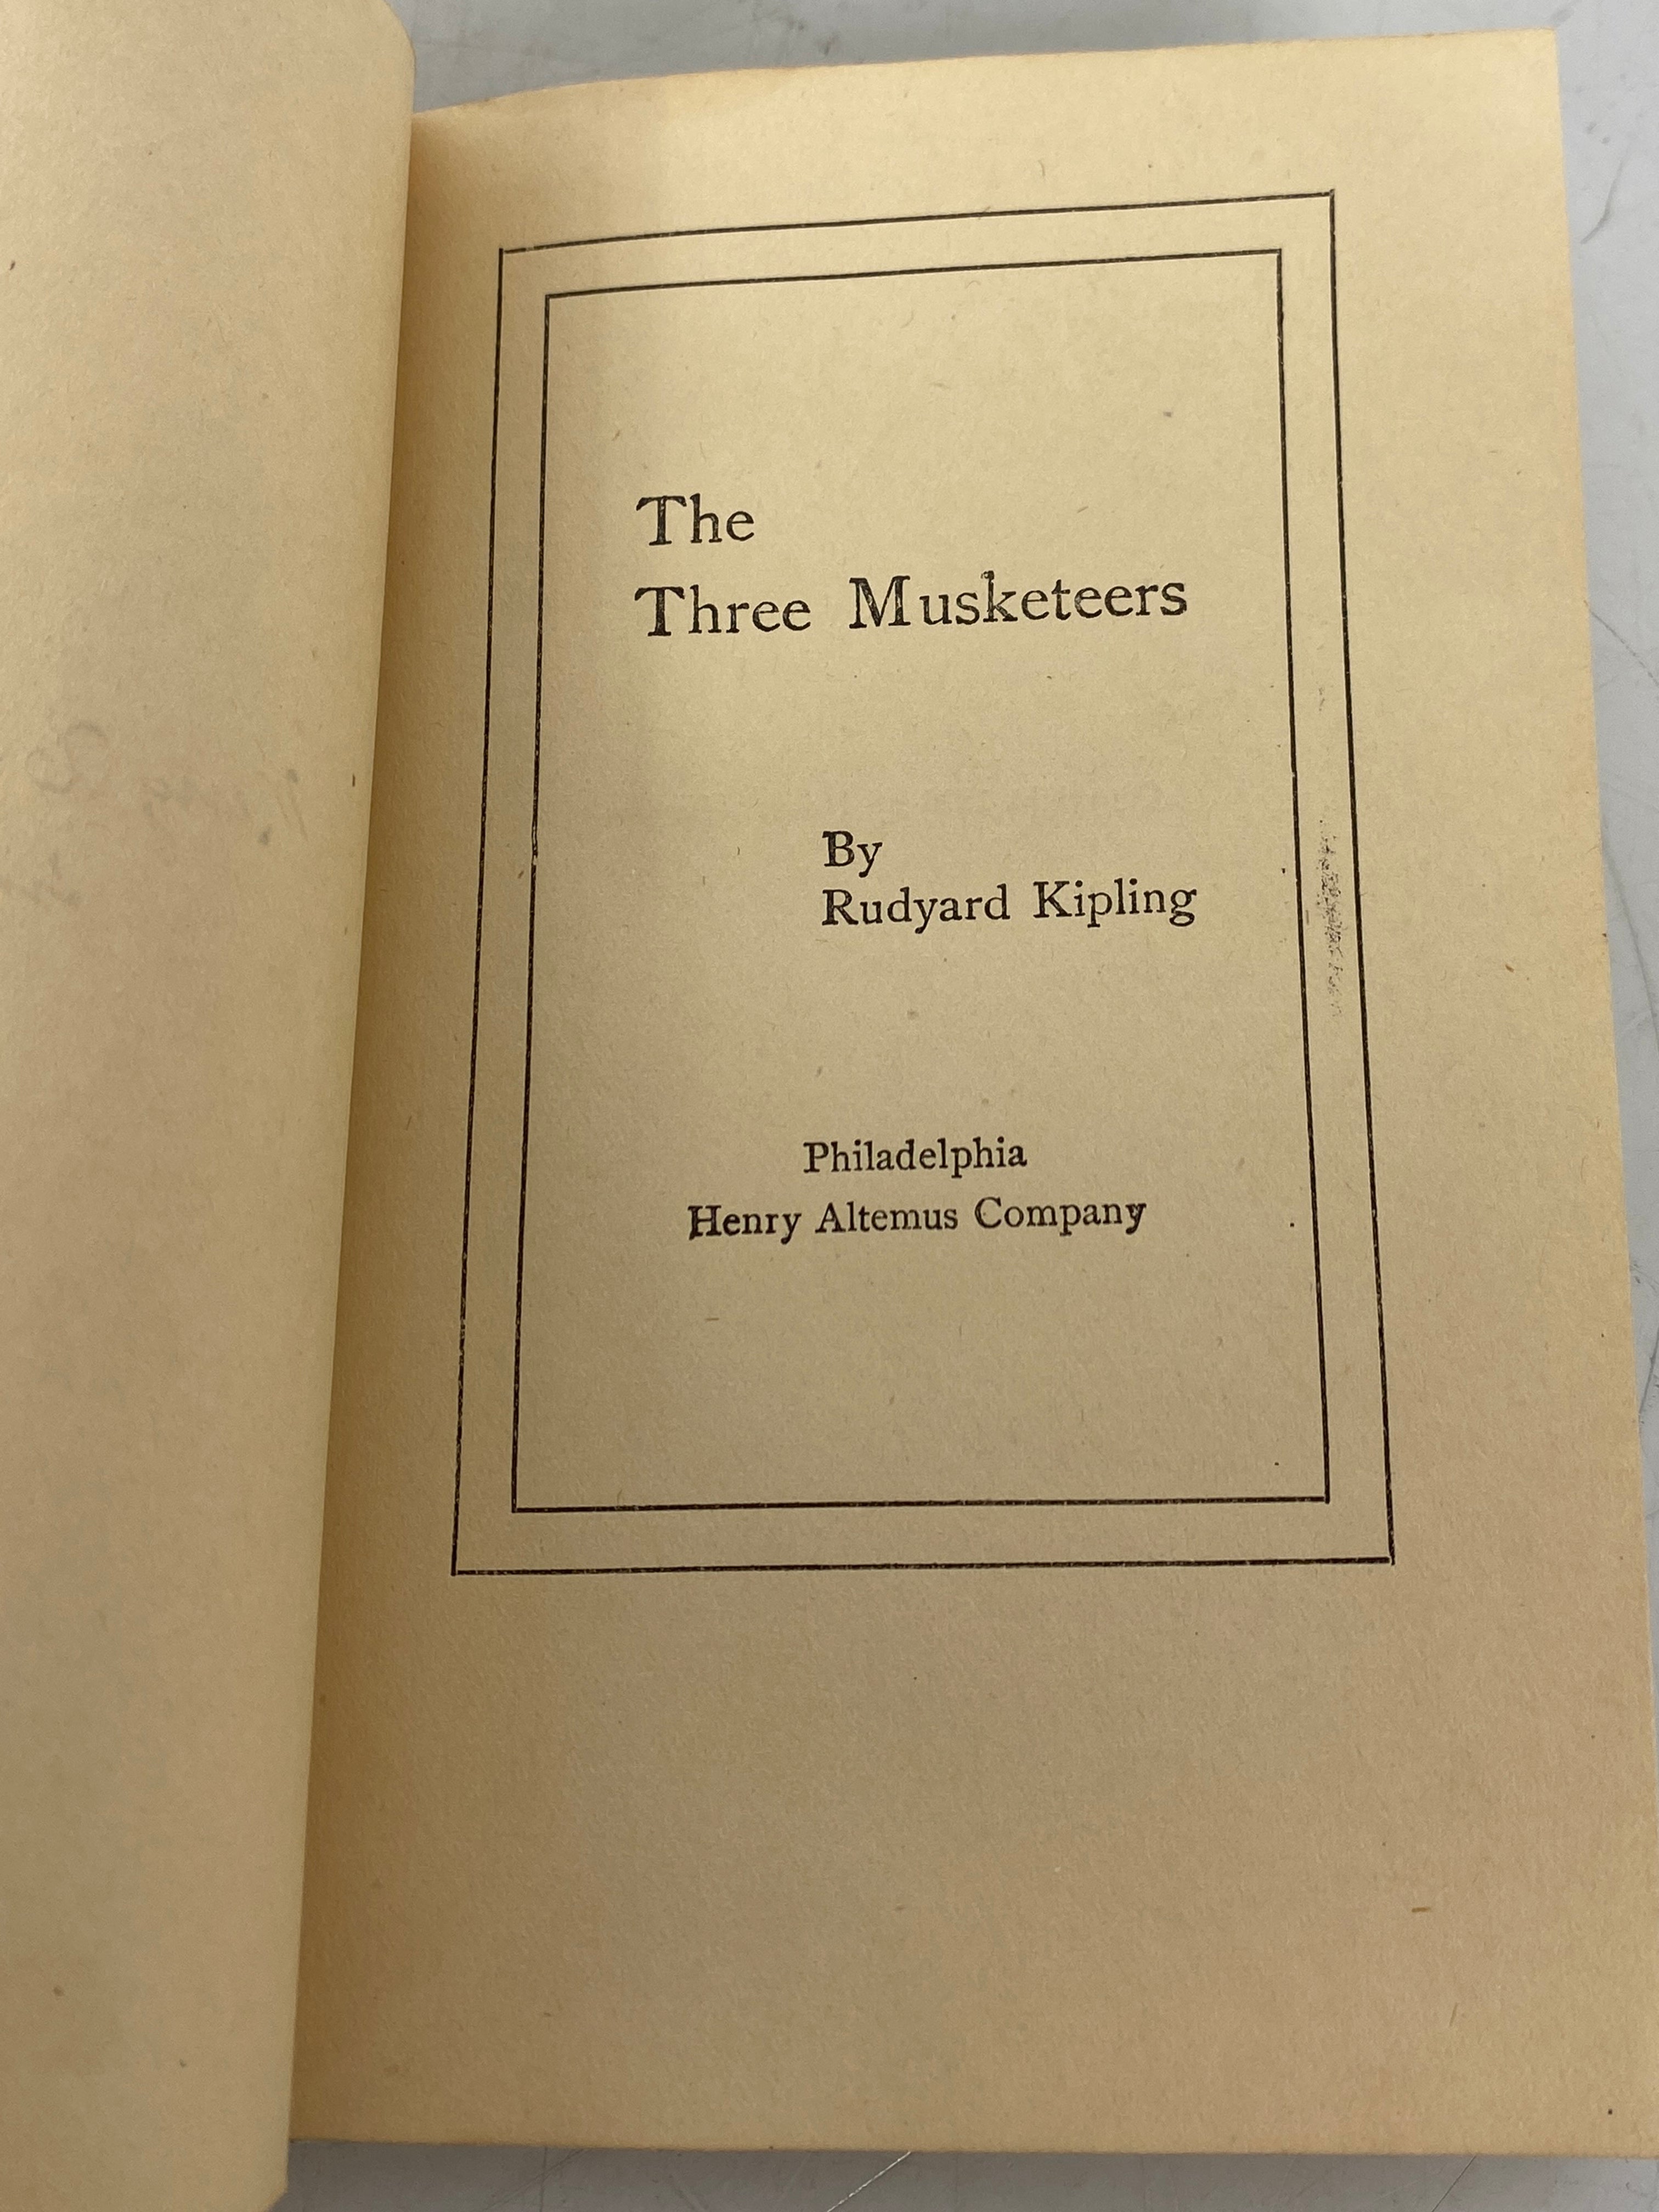 The
Three Musketeers
By
Rudyard Kipling
Philadelphia
Henry Altemus Company